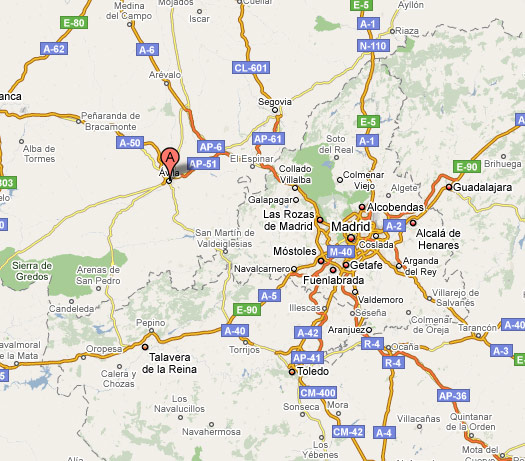 E-80
Medina
del Campo
Iscar
Cuellar
E-5
Ayllón
A-1
N-110
Riaza
A-62
A-6
CL-601
Arévalo
Segovia
E-5
Peñaranda de
Bracamonte
A-50
AP-6
AP-61
A-1
Soto
del Real
Alba de
Tormes
A
AP-51
Ávila
El Espinar
Collado
Villalba
Colmenar
Viejo
E-90
Brihuega
Algete
Guadalajara
803
Galapagar
Alcobendas
Las Rozas
de Madrid
Madrid
A-2
Alcalá de
Henares
San Martín de
Valdeiglesias
Coslada
Móstoles
M-40
Sierra de
Gredos
Arenas de
San Pedro
Navalcarnero
Getafe
Arganda
del Rey
Fuenlabrada
A-5
Valdemoro
Villarejo de
Salvanés
Candeleda
E-90
Illescas
Seseña
Colmenar
de Oreja
Pepino
A-40
A-42
Aranjuez
Tarancón
A-40
Navalmoral
de la Mata
Oropesa
Talavera
de la Reina
Torrijos
AP-41
R-4
Ocaña
A-3
Calera y
Chozas
Toledo
R-4
CM-400
AP-36
Los
Navalucillos
Sonseca
Mora
Villacañas
Quintanar
de la Orden
Navahermosa
CM-42
A-4
Los
Yébenes
Mota del